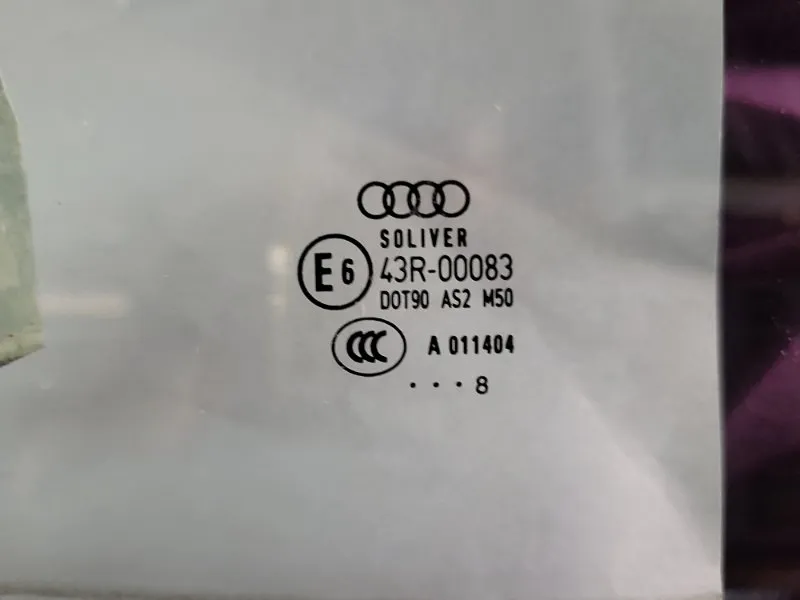 SOLIVER
E6 43R-00083
DOT90 AS2 M50
CCC A 011404
· · · 8